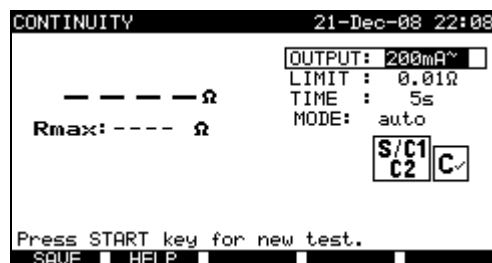 CONTINUITY 21-Dec-08 22:08
OUTPUT: 200mA~
LIMIT : 0.01Ω
– – – – Ω TIME : 5s
Rmax:---- Ω MODE: auto
S/C1
C2 C✓
Press START key for new test.
SAVE HELP